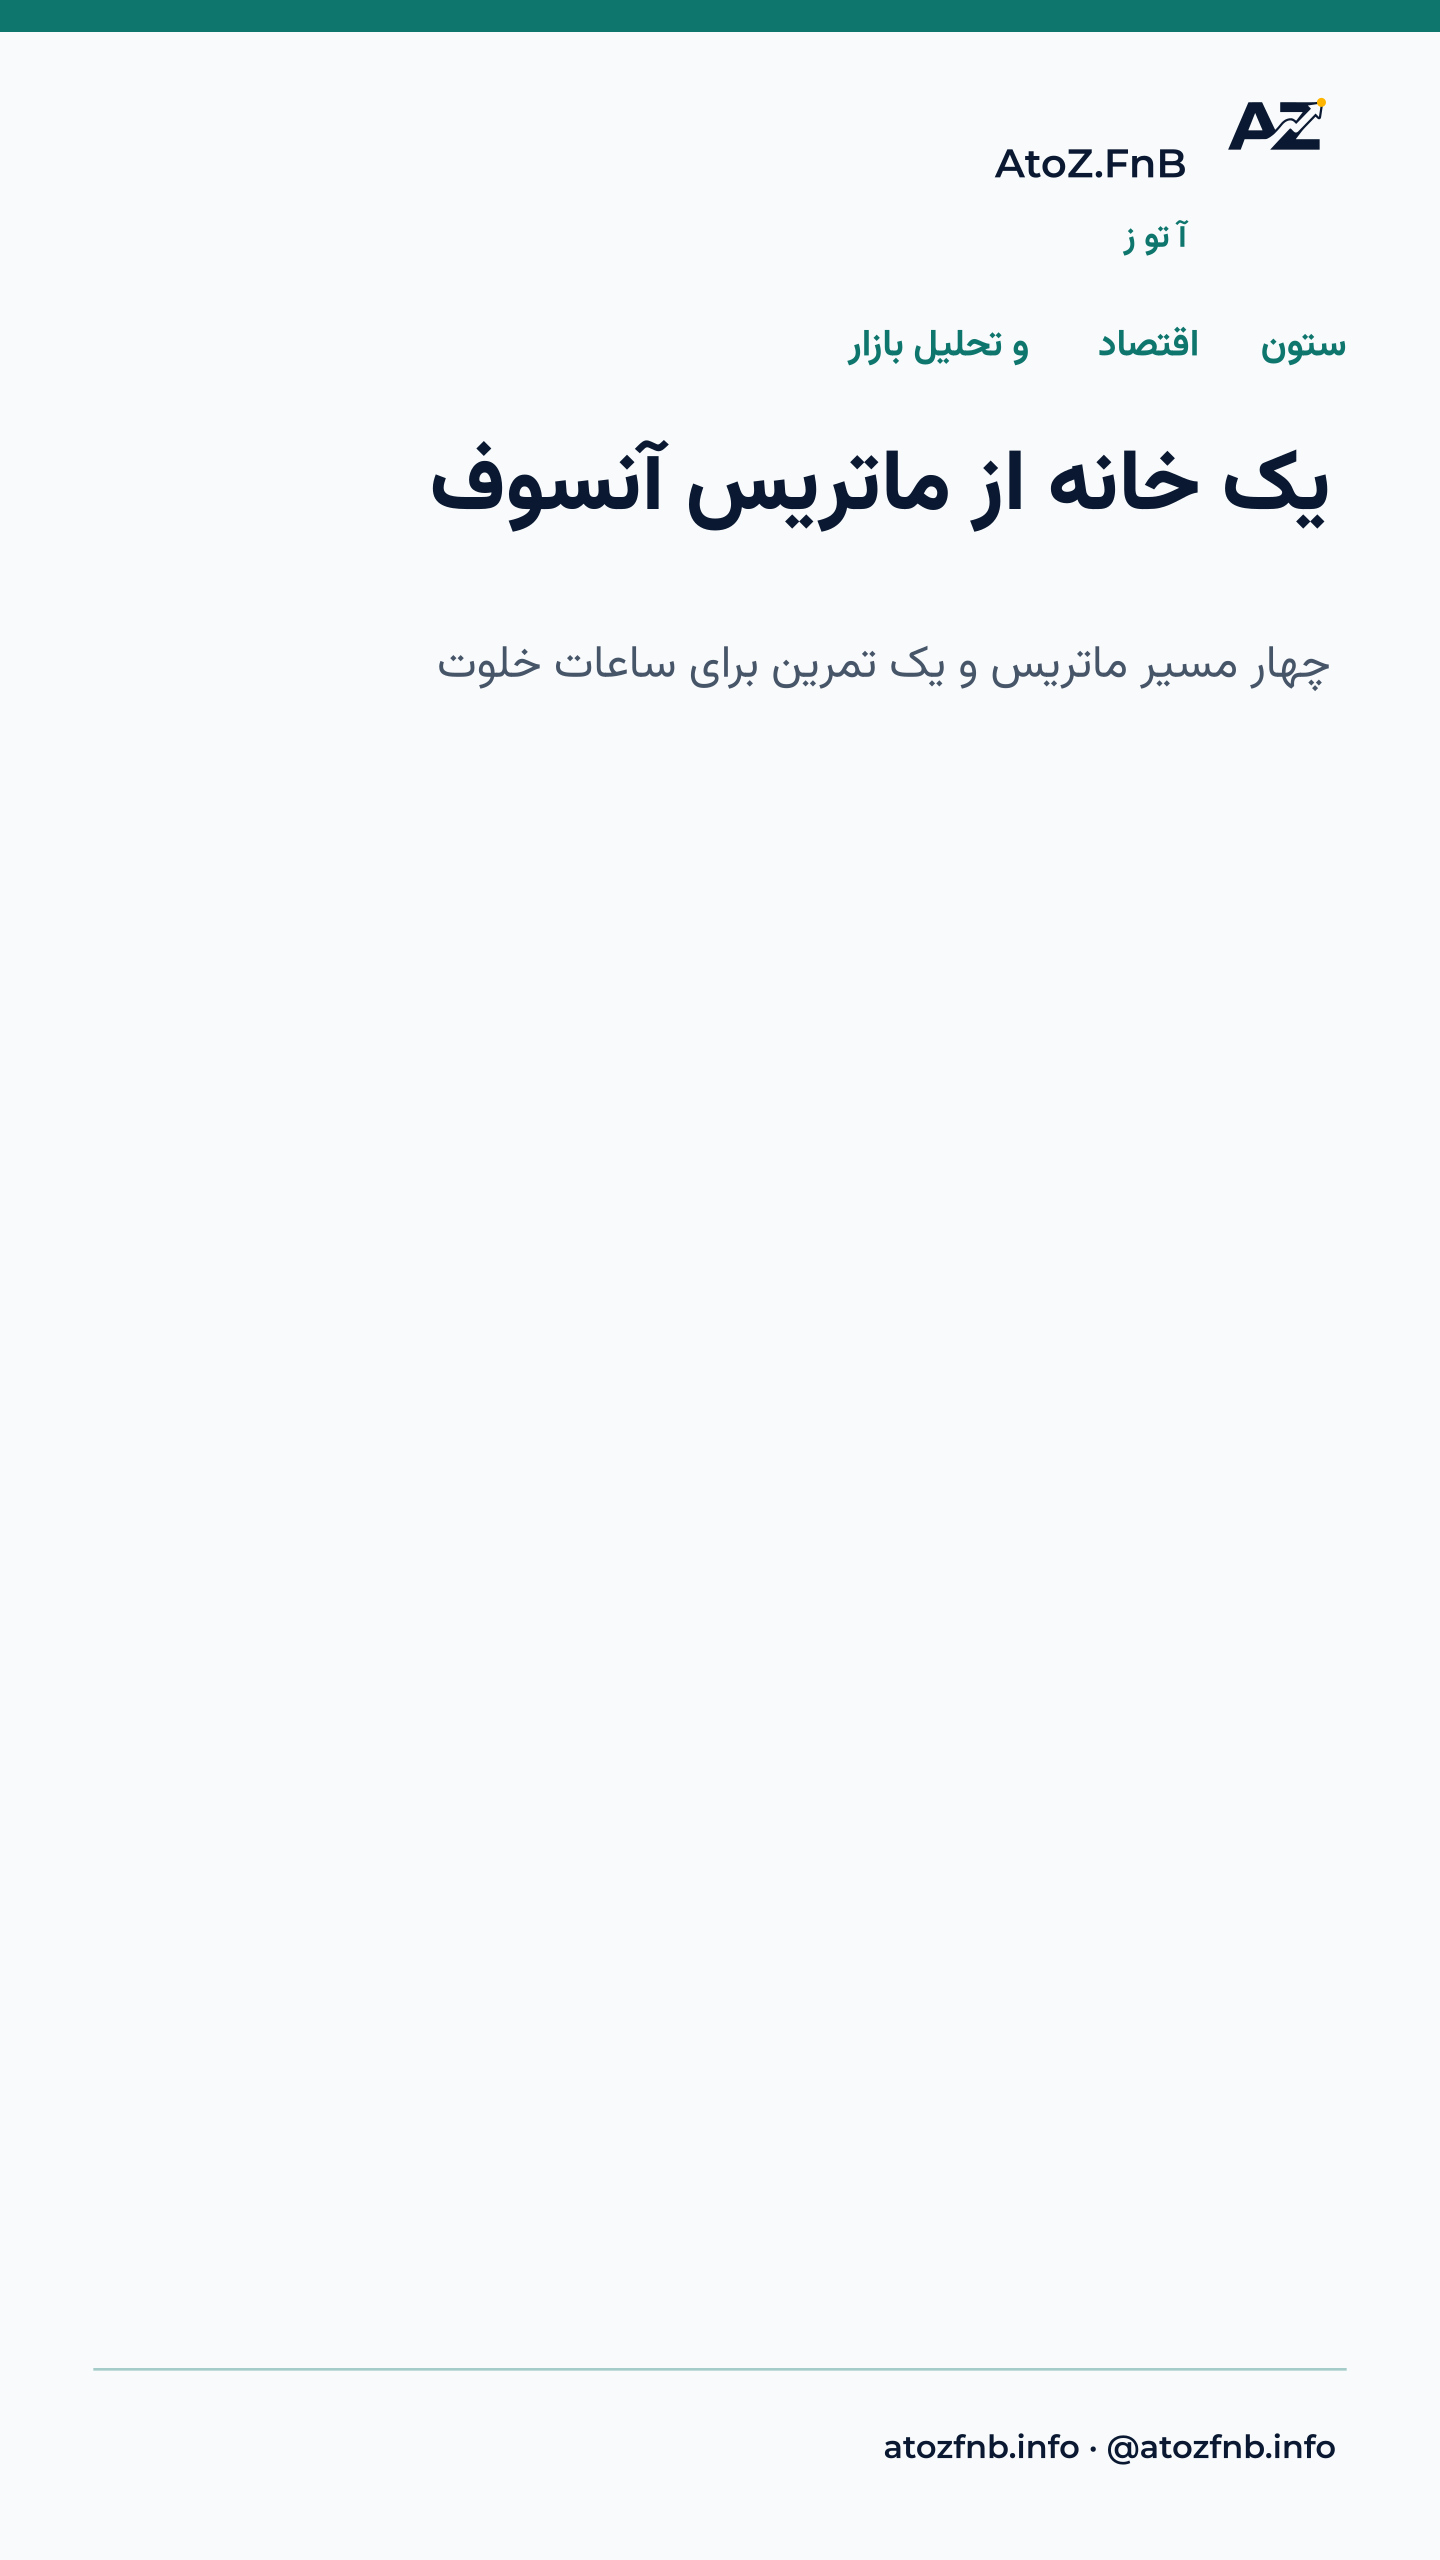 AZ
AtoZ.FnB
آ تو ز
ستون اقتصاد و تحلیل بازار
یک خانه از ماتریس آنسوف
چهار مسیر ماتریس و یک تمرین برای ساعات خلوت
atozfnb.info · @atozfnb.info